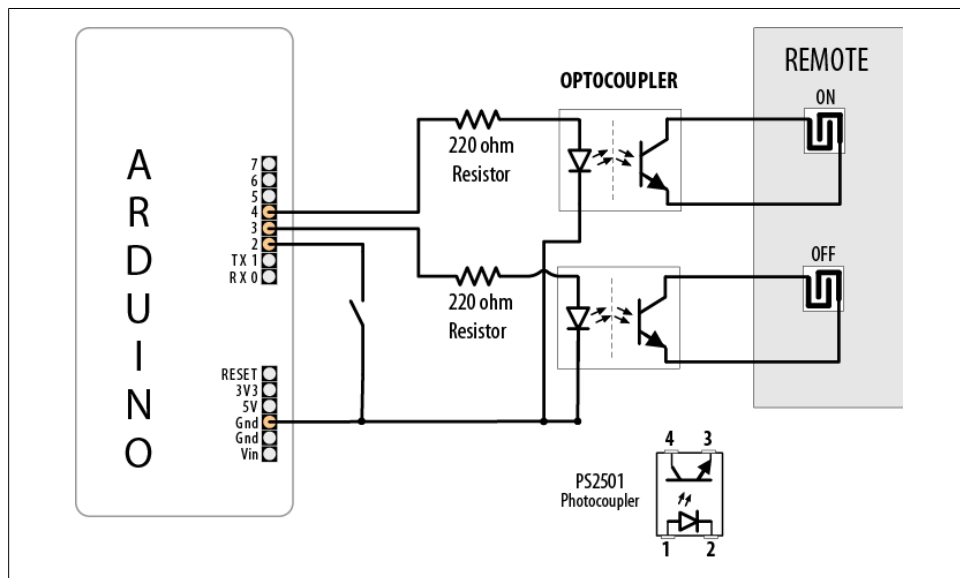 ARDUINO
7
6
5
4
3
2
TX 1
RX 0
RESET
3V3
5V
Gnd
Gnd
Vin
220 ohm
Resistor
220 ohm
Resistor
OPTOCOUPLER
REMOTE
ON
OFF
PS2501
Photocoupler
4 3
1 2